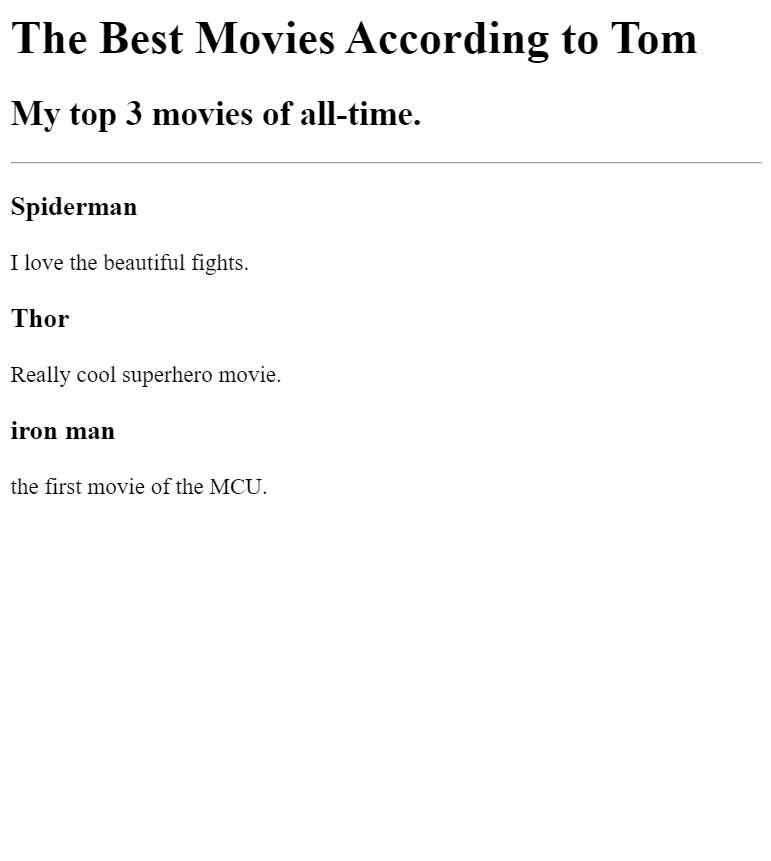 The Best Movies According to Tom
My top 3 movies of all-time.
Spiderman
I love the beautiful fights.
Thor
Really cool superhero movie.
iron man
the first movie of the MCU.